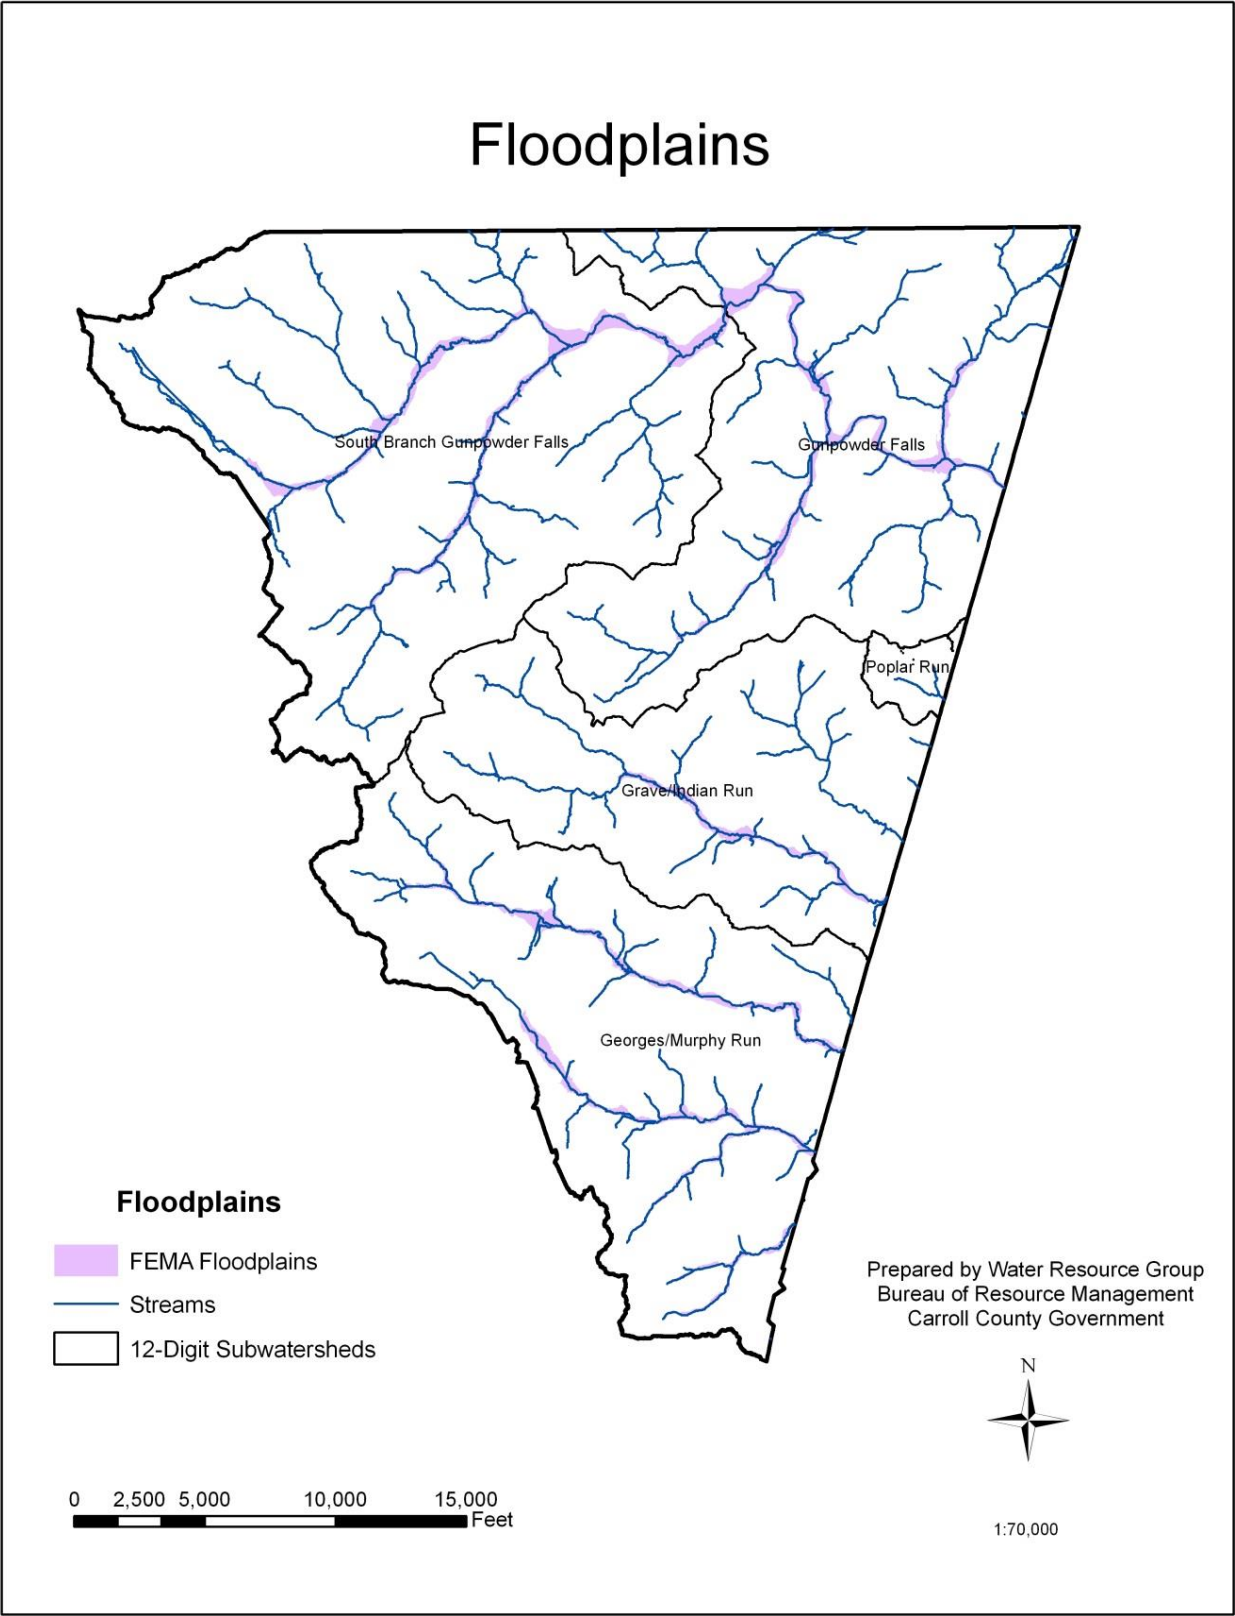 Floodplains
South Branch Gunpowder Falls
Gunpowder Falls
Poplar Run
Grave/Indian Run
Georges/Murphy Run
Floodplains
FEMA Floodplains
Streams
12-Digit Subwatersheds
Prepared by Water Resource Group
Bureau of Resource Management
Carroll County Government
N
0 2,500 5,000 10,000 15,000
Feet
1:70,000